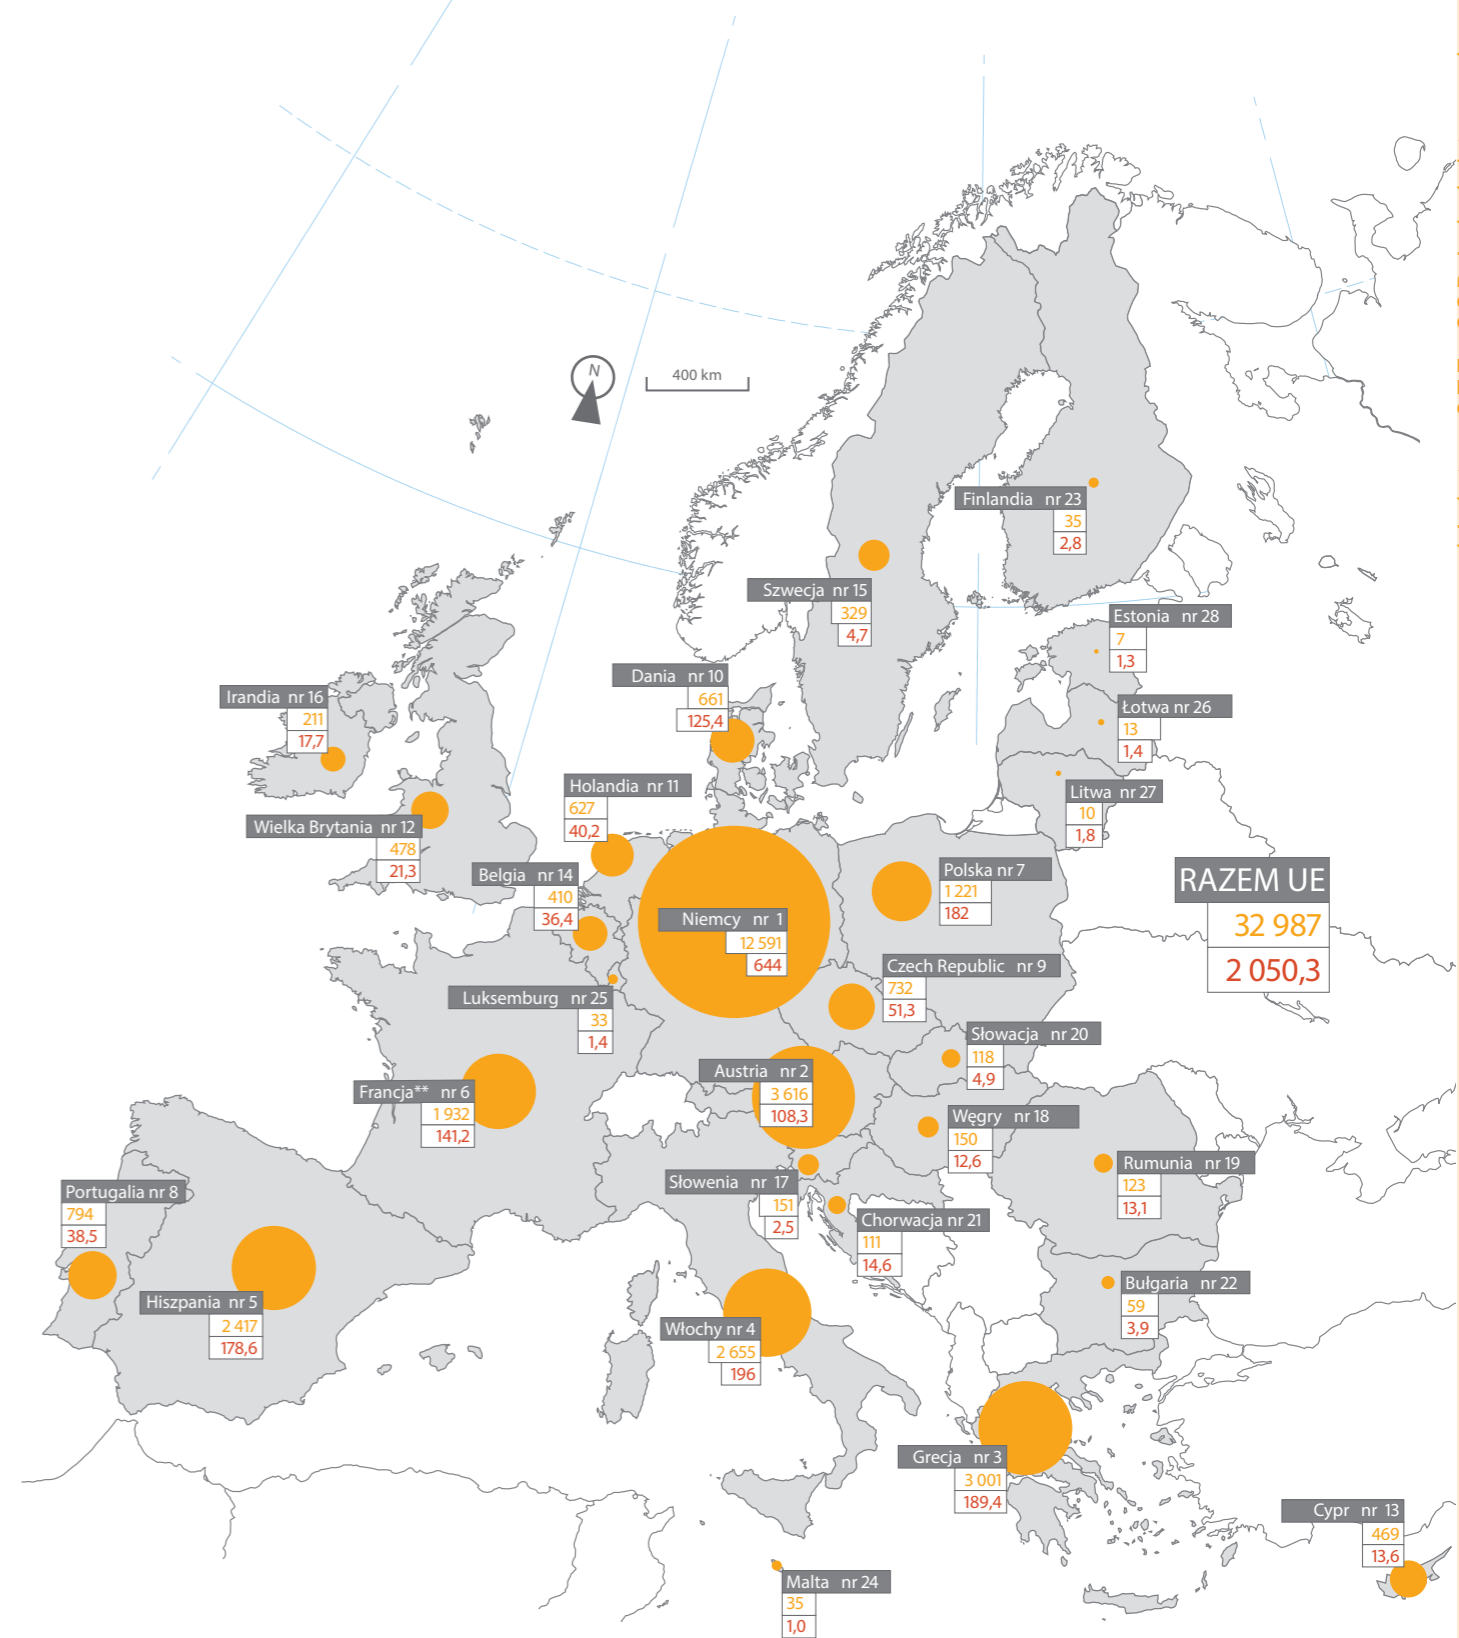 N
400 km
Finlandia nr 23
35
2,8
Szwecja nr 15
329
4,7
Estonia nr 28
7
1,3
Dania nr 10
661
125,4
Irandia nr 16
211
17,7
Łotwa nr 26
13
1,4
Holandia nr 11
627
40,2
Litwa nr 27
10
1,8
Wielka Brytania nr 12
478
21,3
Belgia nr 14
410
36,4
Polska nr 7
1 221
182
RAZEM UE
32 987
2 050,3
Niemcy nr 1
12 591
644
Czech Republic nr 9
732
51,3
Luksemburg nr 25
33
1,4
Słowacja nr 20
118
4,9
Austria nr 2
3 616
108,3
Francja** nr 6
1 932
141,2
Węgry nr 18
150
12,6
Rumunia nr 19
123
13,1
Słowenia nr 17
151
2,5
Portugalia nr 8
794
38,5
Chorwacja nr 21
111
14,6
Bułgaria nr 22
59
3,9
Hiszpania nr 5
2 417
178,6
Włochy nr 4
2 655
196
Grecja nr 3
3 001
189,4
Cypr nr 13
469
13,6
Malta nr 24
35
1,0